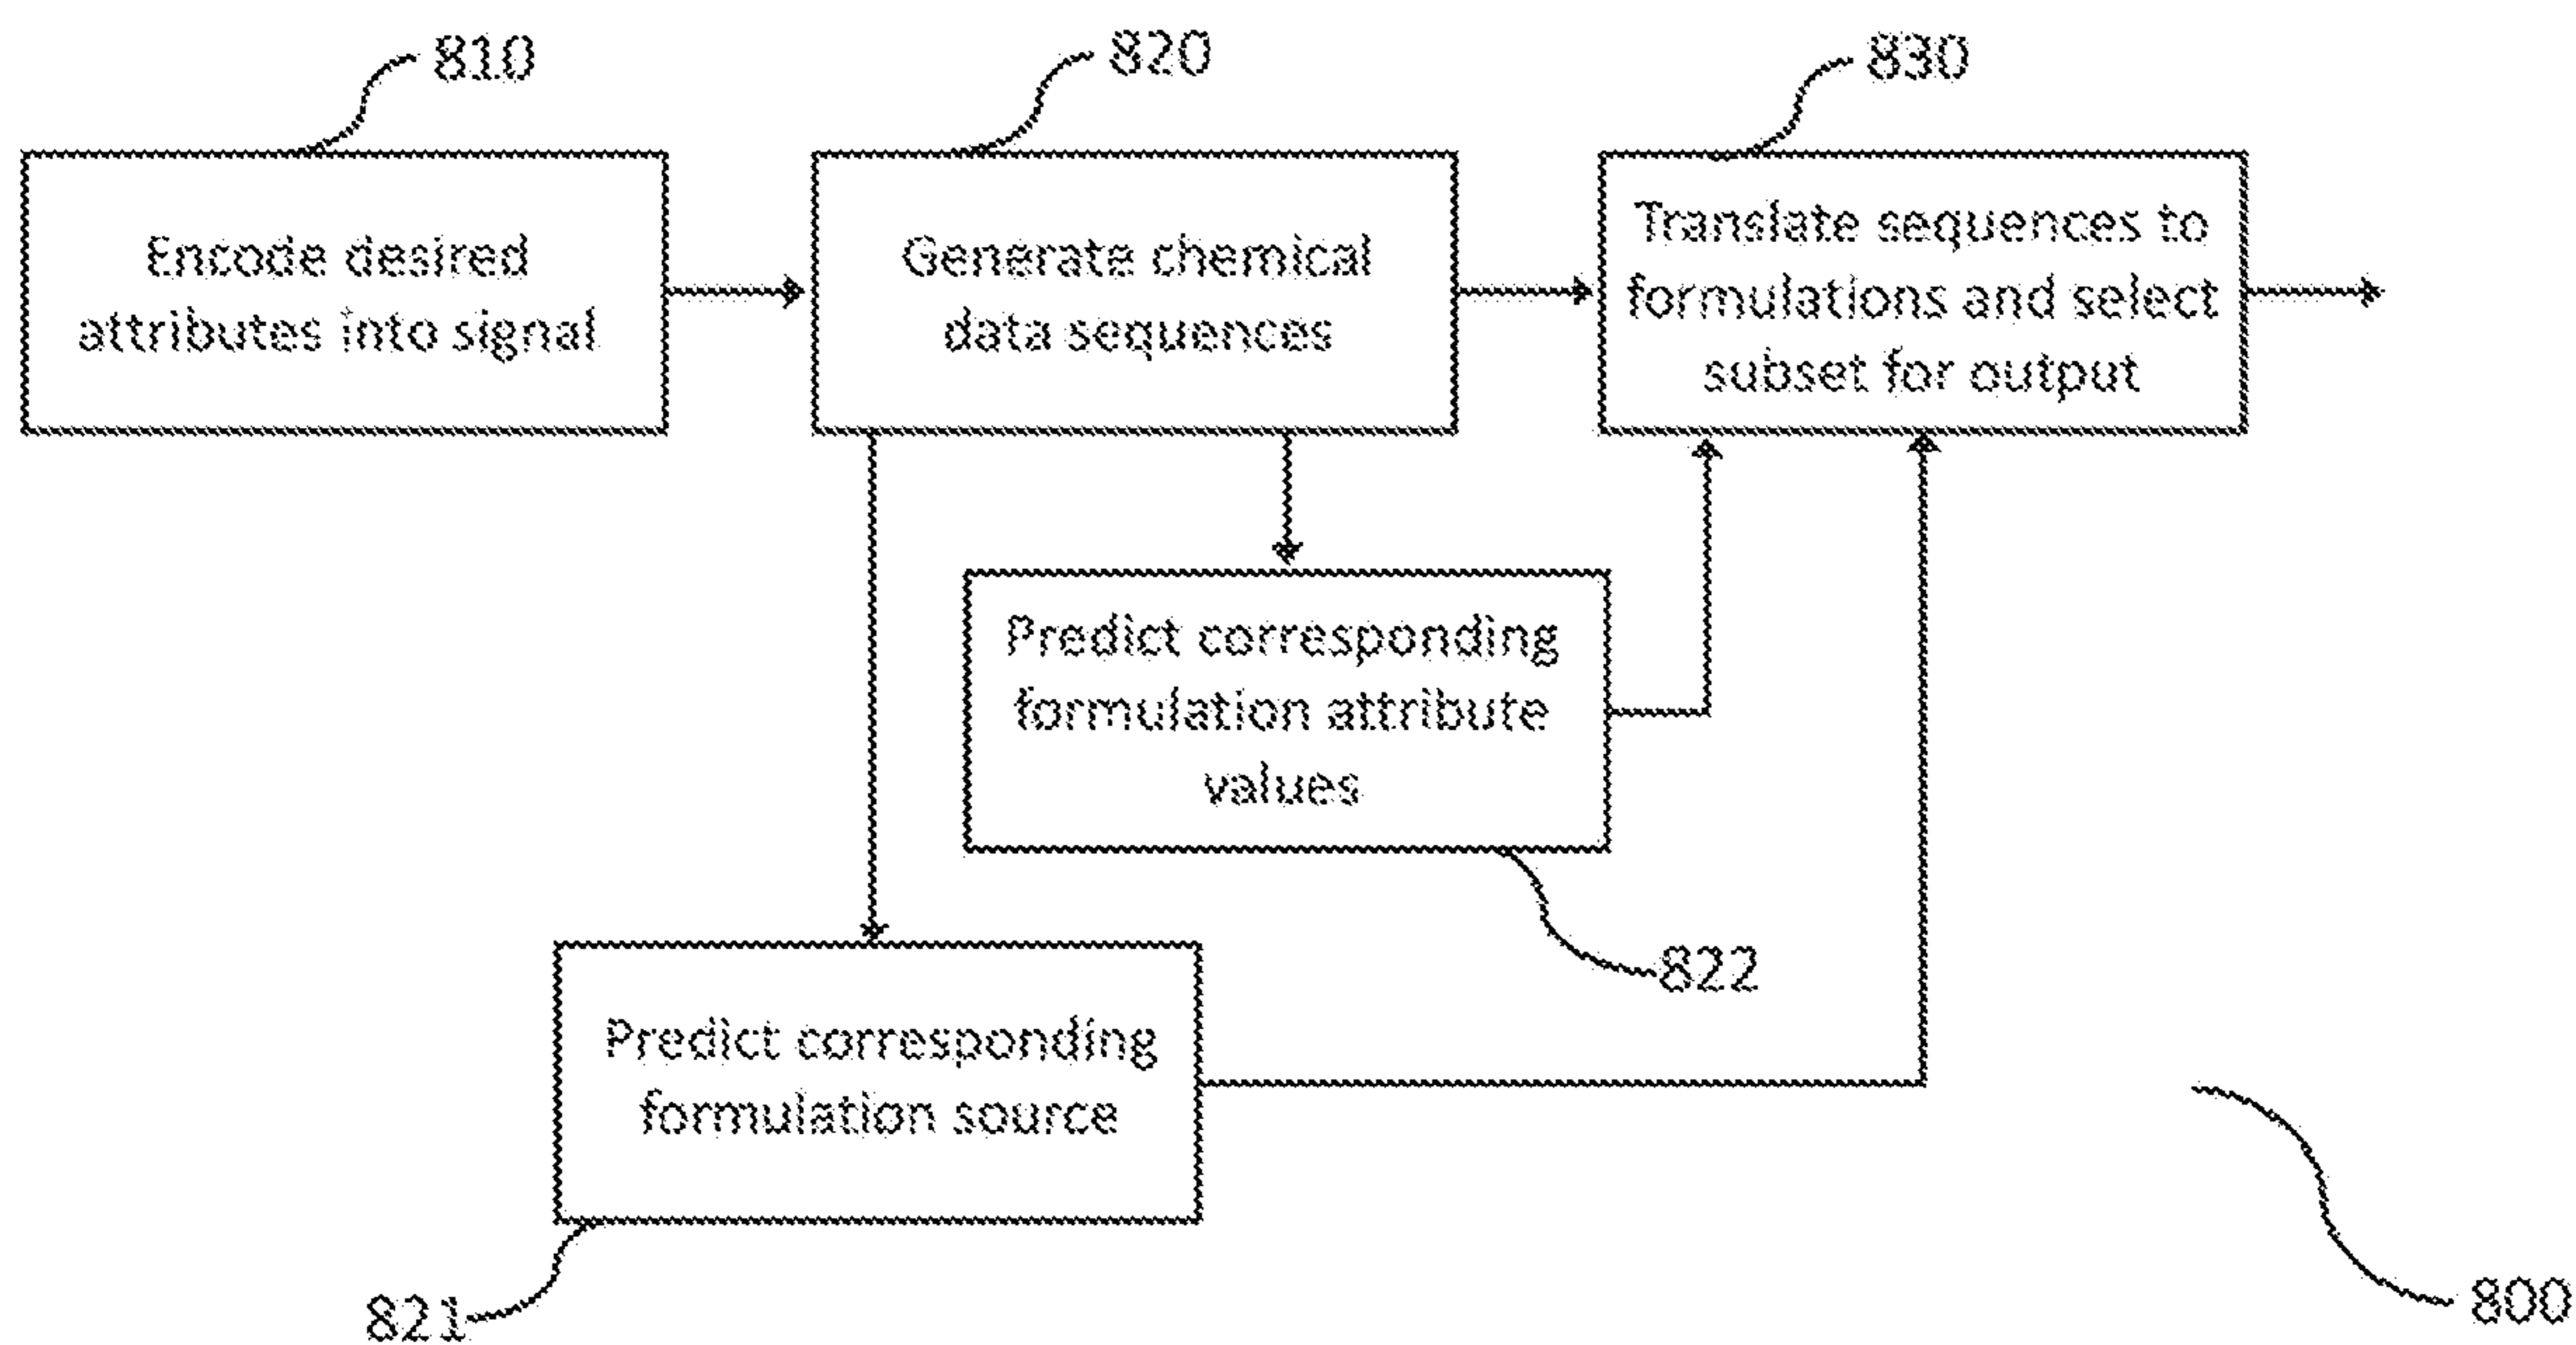 810
820
830
Encode desired
attributes into signal
Generate chemical
data sequences
Translate sequences to
formulations and select
subset for output
Predict corresponding
formulation attribute
values
822
Predict corresponding
formulation source
821
800